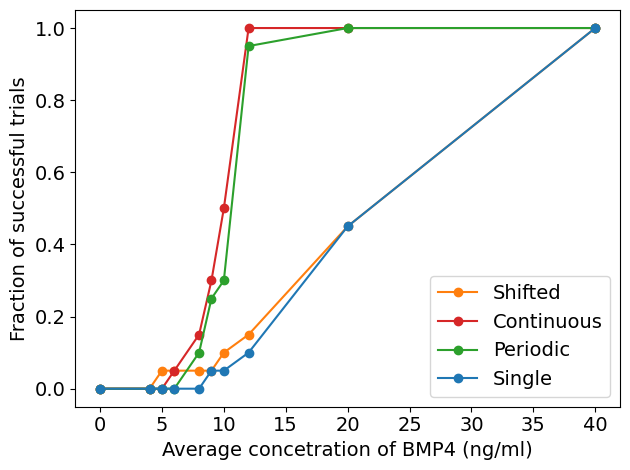 Fraction of successful trials
1.0
0.8
0.6
0.4
0.2
0.0
Shifted
Continuous
Periodic
Single
0 5 10 15 20 25 30 35 40
Average concetration of BMP4 (ng/ml)